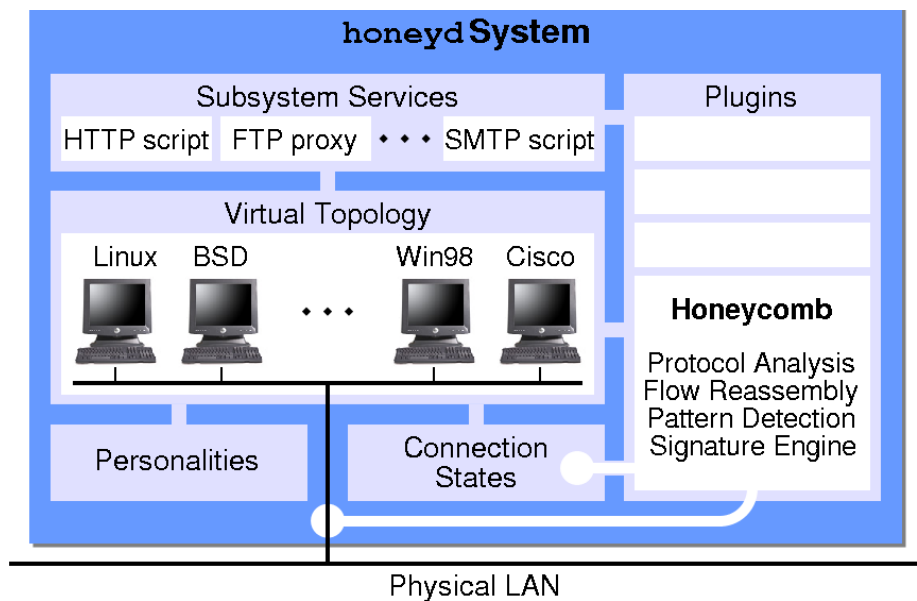 honeyd System
Subsystem Services
HTTP script
FTP proxy
SMTP script
Plugins
Virtual Topology
Linux
BSD
Win98
Cisco
Honeycomb
Protocol Analysis
Flow Reassembly
Pattern Detection
Signature Engine
Personalities
Connection
States
Physical LAN